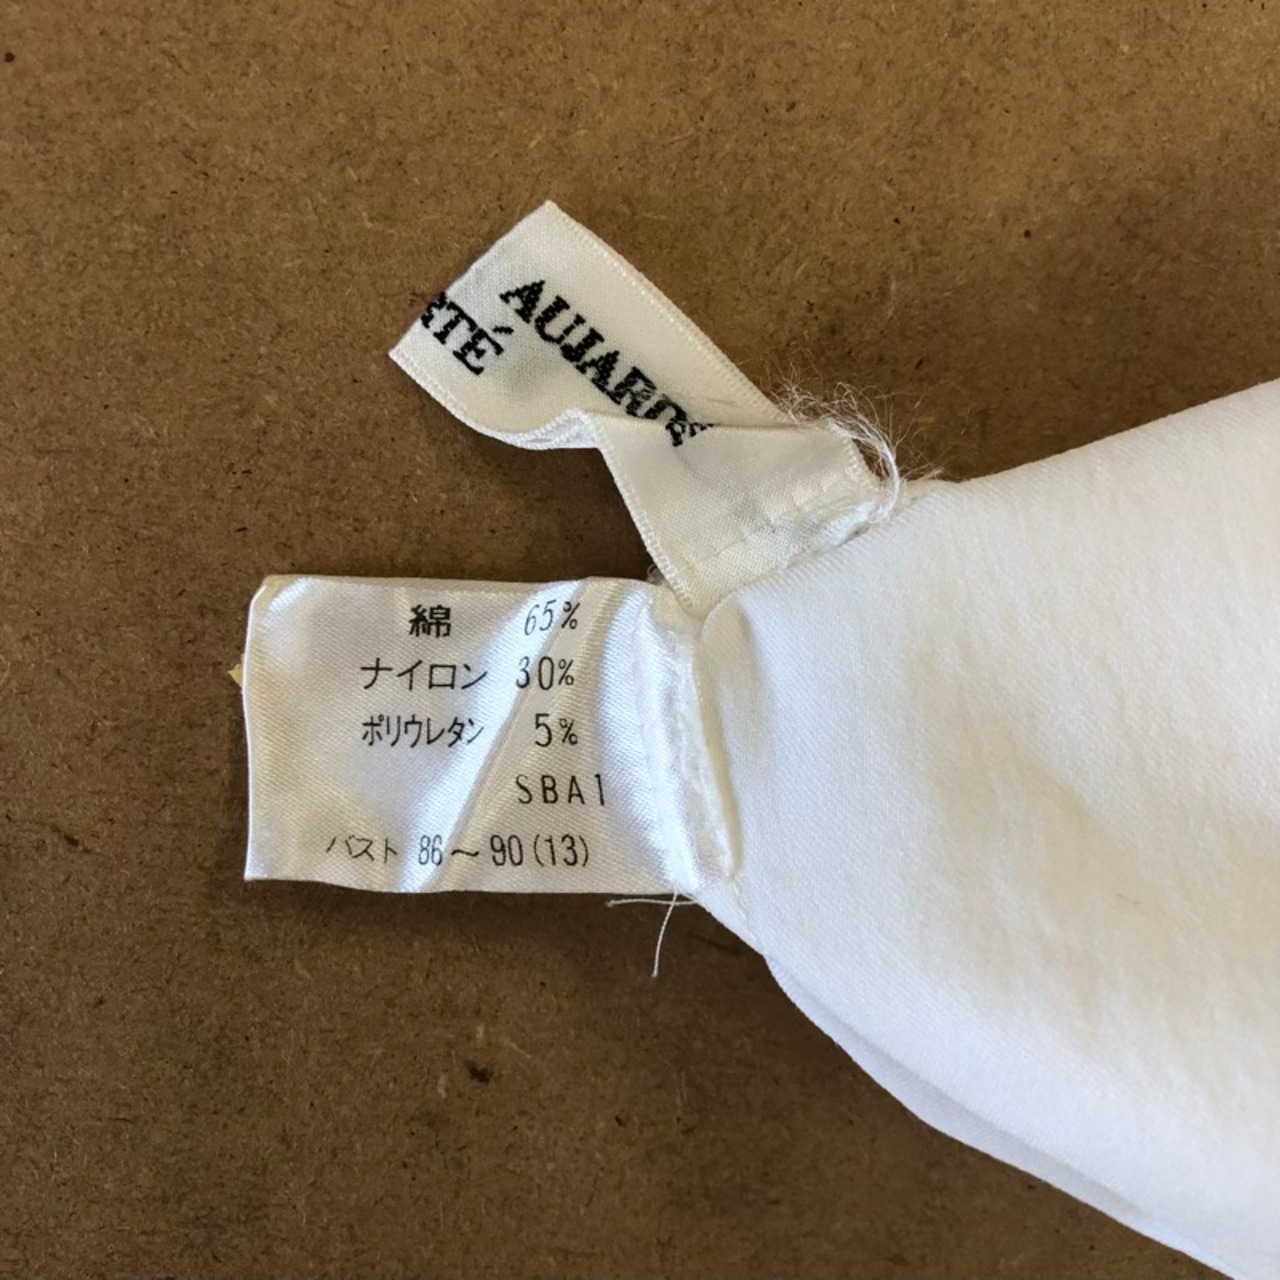 AUJARD
RTÉ
綿 65%
ナイロン 30%
ポリウレタン 5%
SBA1
バスト 86～90(13)